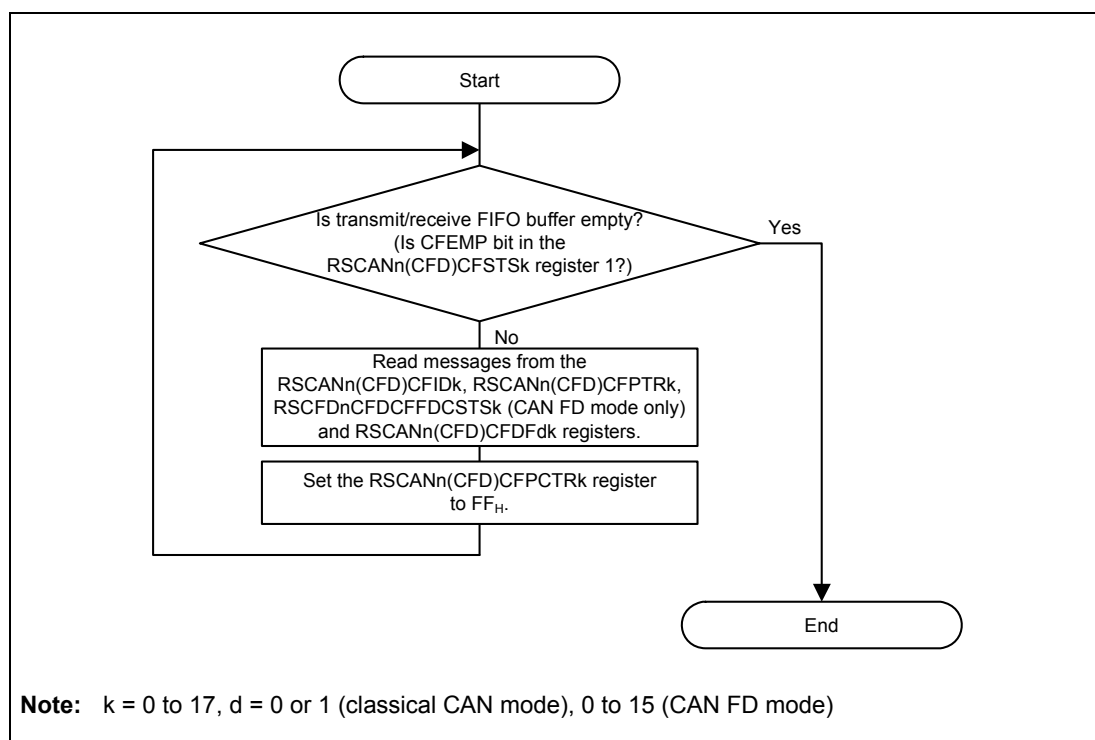 Start
Is transmit/receive FIFO buffer empty?
(Is CFEMP bit in the
RSCANn(CFD)CFSTSk register 1?)
Yes
No
Read messages from the
RSCANn(CFD)CFIDk, RSCANn(CFD)CFPTRk,
RSCFDnCFDCFFDCSTSk (CAN FD mode only)
and RSCANn(CFD)CFDFdk registers.
Set the RSCANn(CFD)CFPCTRk register
to FFH.
End
Note: k = 0 to 17, d = 0 or 1 (classical CAN mode), 0 to 15 (CAN FD mode)